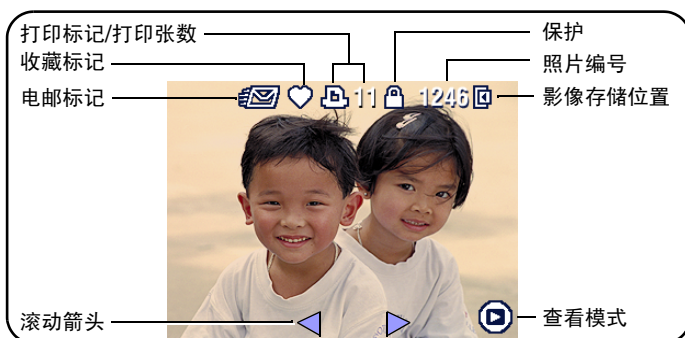 打印标记/打印张数
收藏标记
电邮标记
保护
照片编号
影像存储位置
11 1246
滚动箭头
查看模式